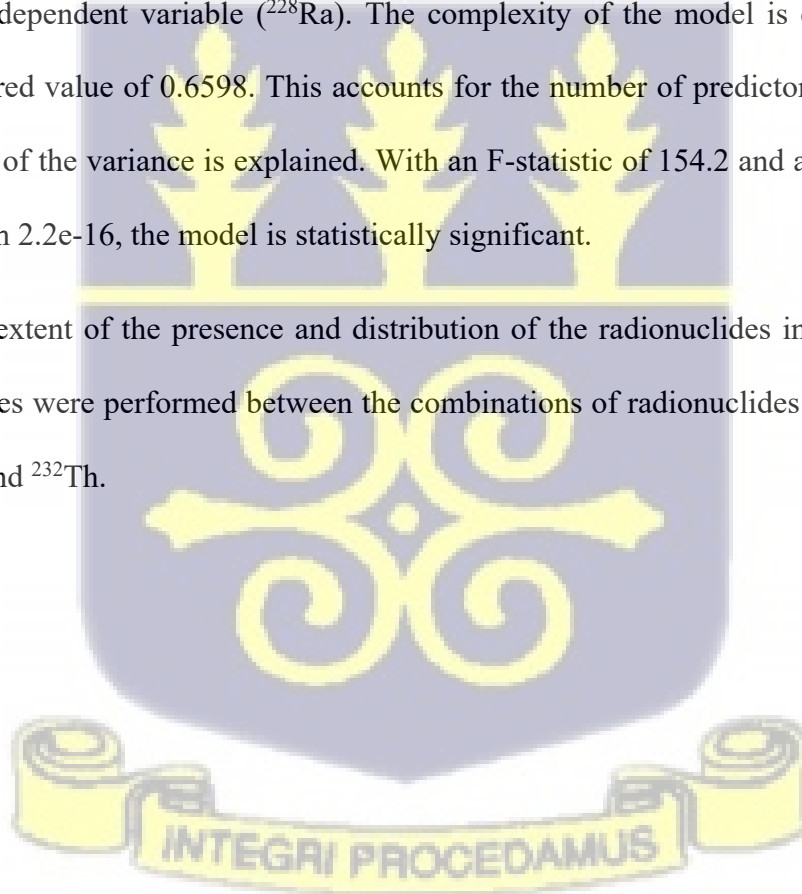 dependent variable (²²⁸Ra). The complexity of the model is
red value of 0.6598. This accounts for the number of predictor
of the variance is explained. With an F-statistic of 154.2 and
n 2.2e-16, the model is statistically significant.
extent of the presence and distribution of the radionuclides in
es were performed between the combinations of radionuclides
nd ²³²Th.
INTEGRI PROCEDAMUS